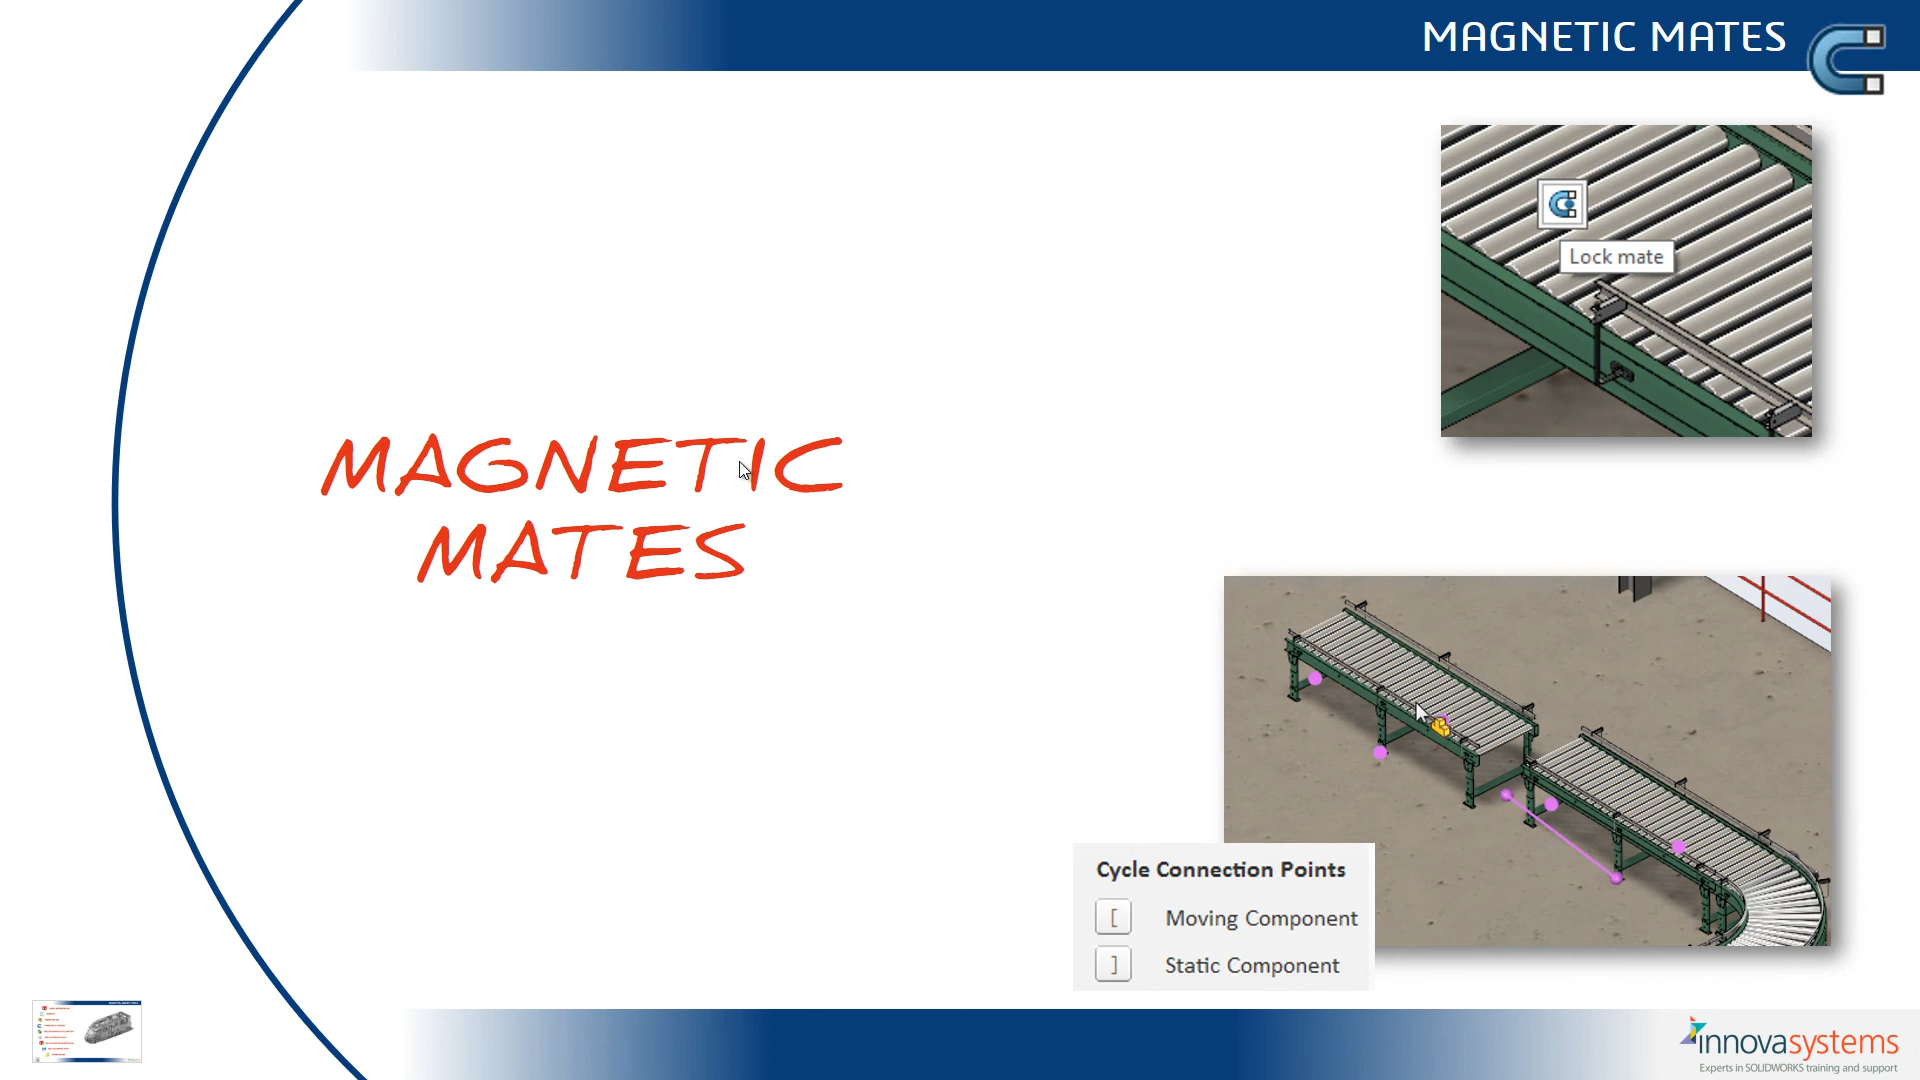 MAGNETIC MATES
Lock mate
MAGNETIC
MATES
Cycle Connection Points
[ Moving Component
] Static Component
innovasystems
Experts in SOLIDWORKS training and support